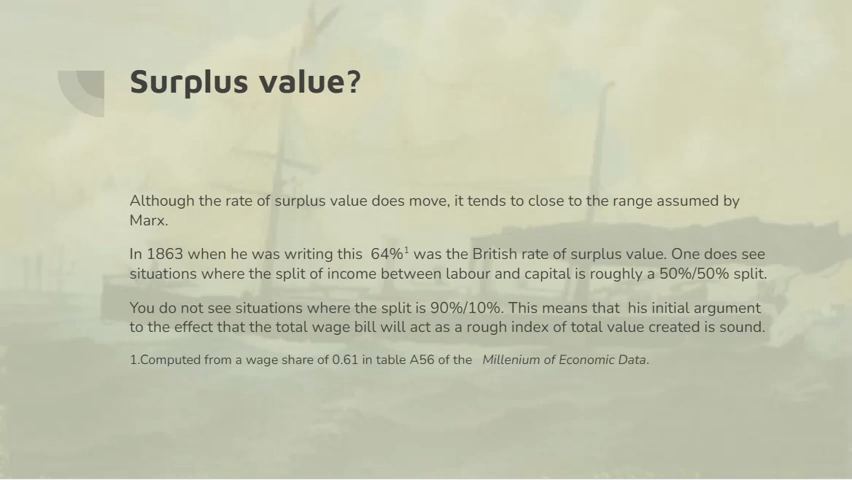 Surplus value?
Although the rate of surplus value does move, it tends to close to the range assumed by
Marx.
In 1863 when he was writing this 64%¹ was the British rate of surplus value. One does see
situations where the split of income between labour and capital is roughly a 50%/50% split.
You do not see situations where the split is 90%/10%. This means that his initial argument
to the effect that the total wage bill will act as a rough index of total value created is sound.
1.Computed from a wage share of 0.61 in table A56 of the Millenium of Economic Data.